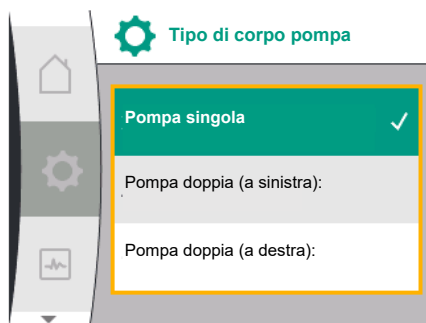 Tipo di corpo pompa
Pompa singola
Pompa doppia (a sinistra):
Pompa doppia (a destra):